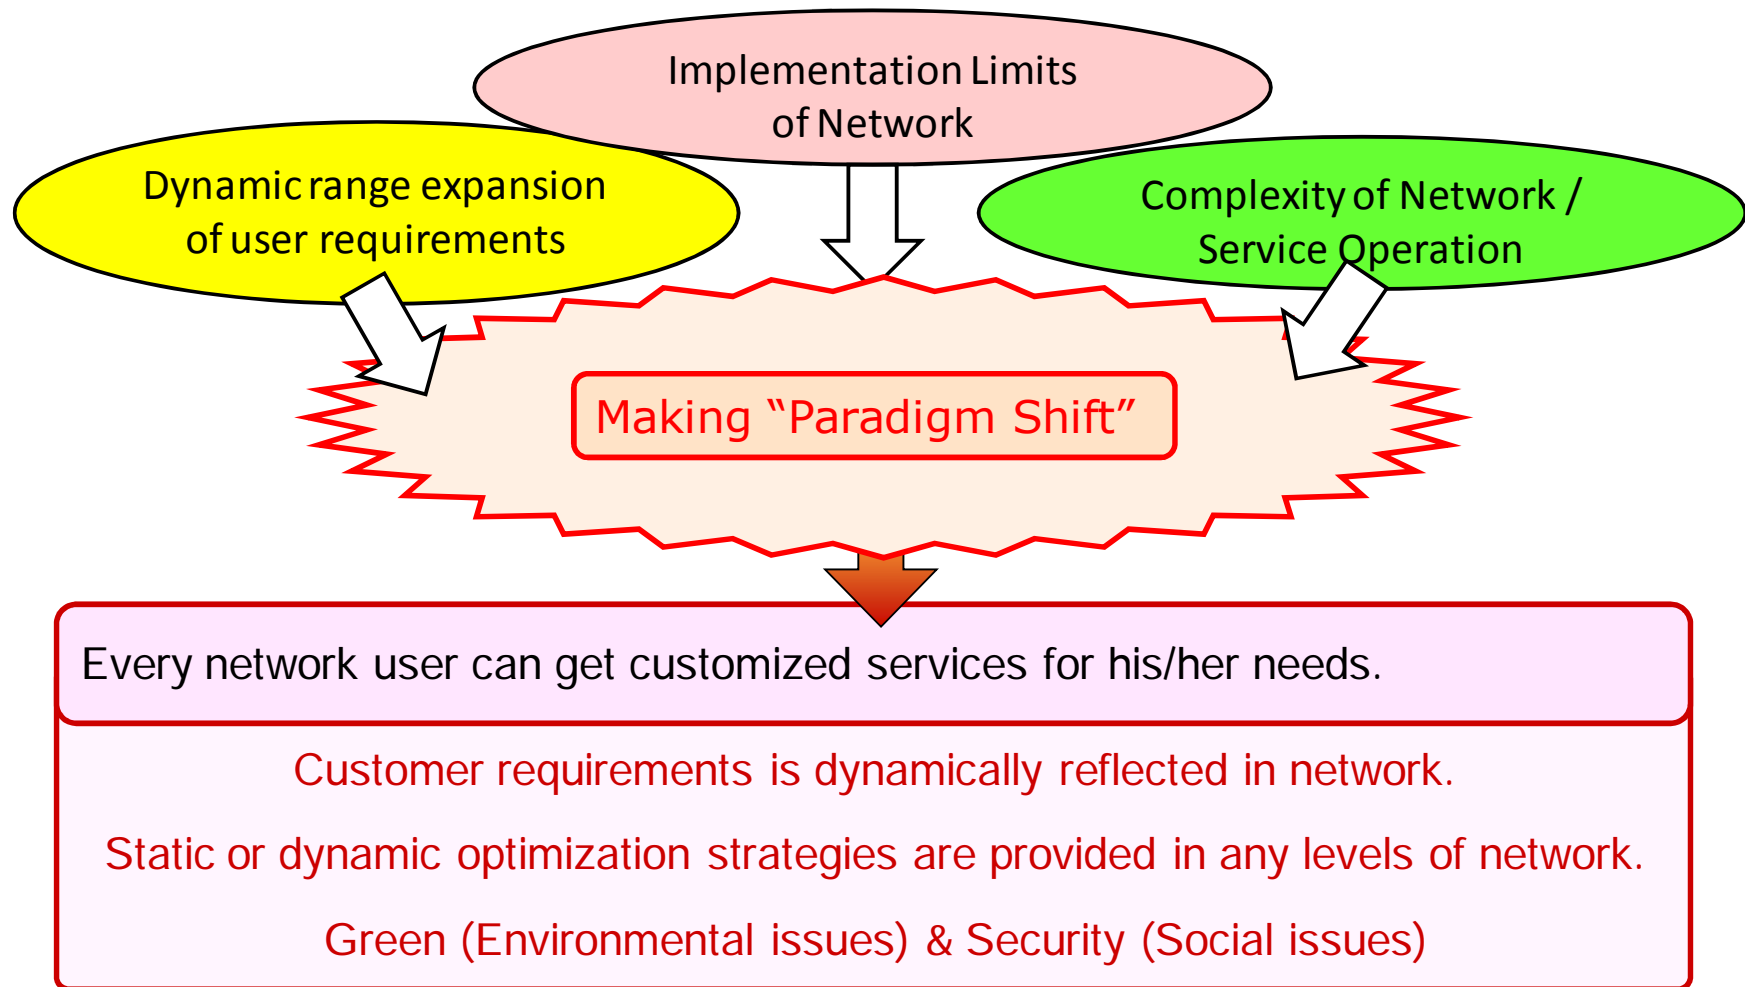 Implementation Limits
of Network
Dynamic range expansion
of user requirements
Complexity of Network /
Service Operation
Making “Paradigm Shift”
Every network user can get customized services for his/her needs.
Customer requirements is dynamically reflected in network.
Static or dynamic optimization strategies are provided in any levels of network.
Green (Environmental issues) & Security (Social issues)